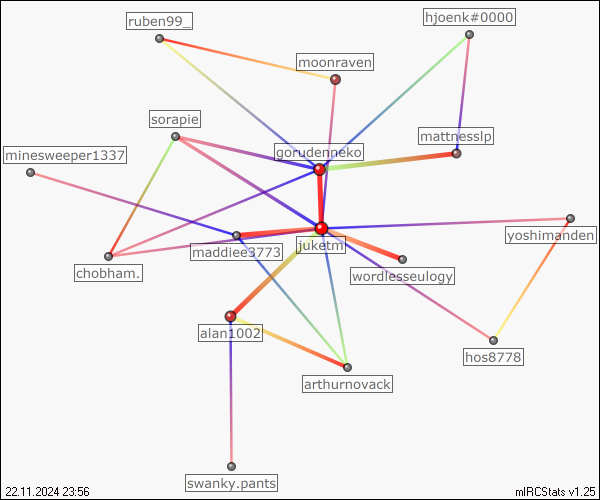 ruben99_
hjoenk#0000
moonraven
sorapie
mattnesslp
minesweeper1337
gorudenneko
yoshimanden
juketm
maddiee3773
chobham.
wordlesseulogy
alan1002
hos8778
arthurnovack
swanky.pants
22.11.2024 23:56
mIRCStats v1.25